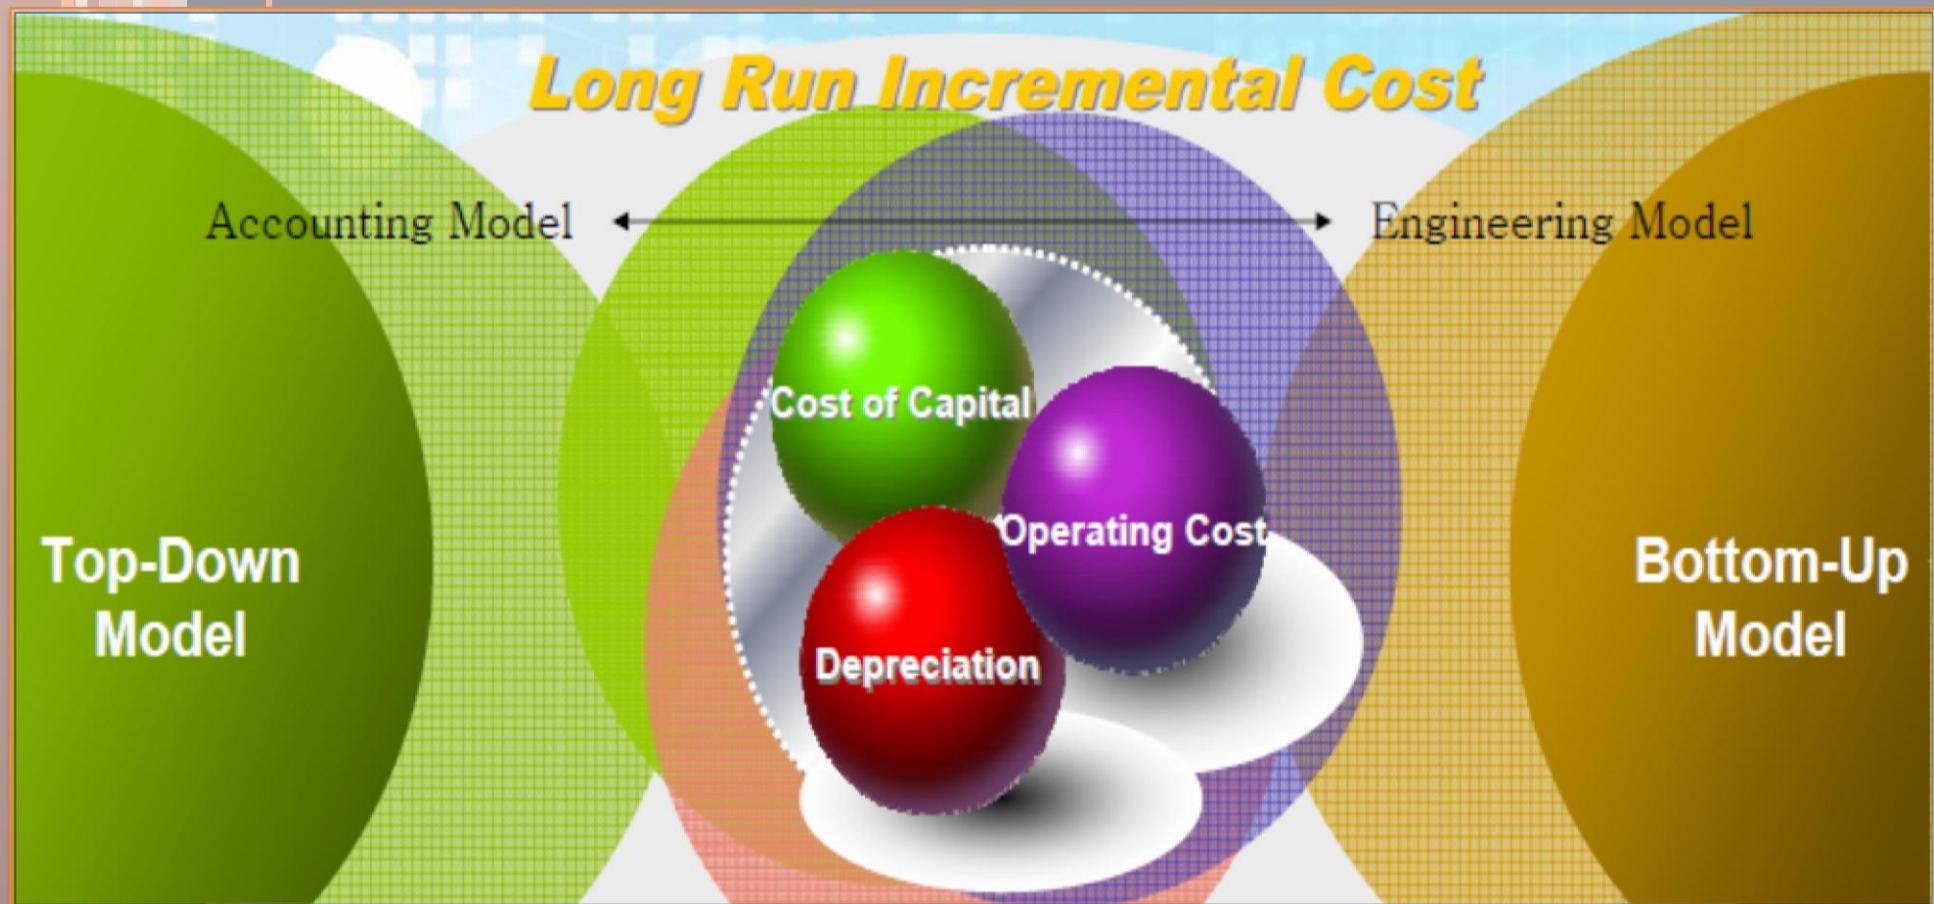 Long Run Incremental Cost
Accounting Model
Engineering Model
Cost of Capital
Operating Cost
Depreciation
Top-Down
Model
Bottom-Up
Model